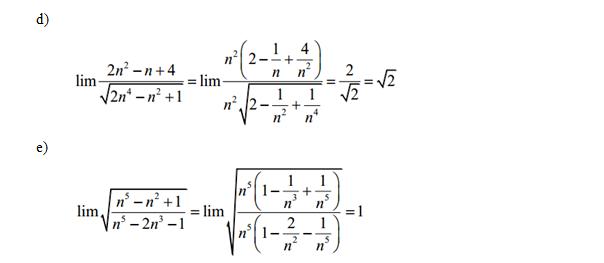 d)
lim (2n² − n + 4)/√(2n⁴ − n² + 1) = lim n²(2 − 1/n + 4/n²)/(n²√(2 − 1/n² + 1/n⁴)) = 2/√2 = √2
e)
lim √((n⁵ − n² + 1)/(n⁵ − 2n³ − 1)) = lim √(n⁵(1 − 1/n³ + 1/n⁵)/(n⁵(1 − 2/n² − 1/n⁵))) = 1